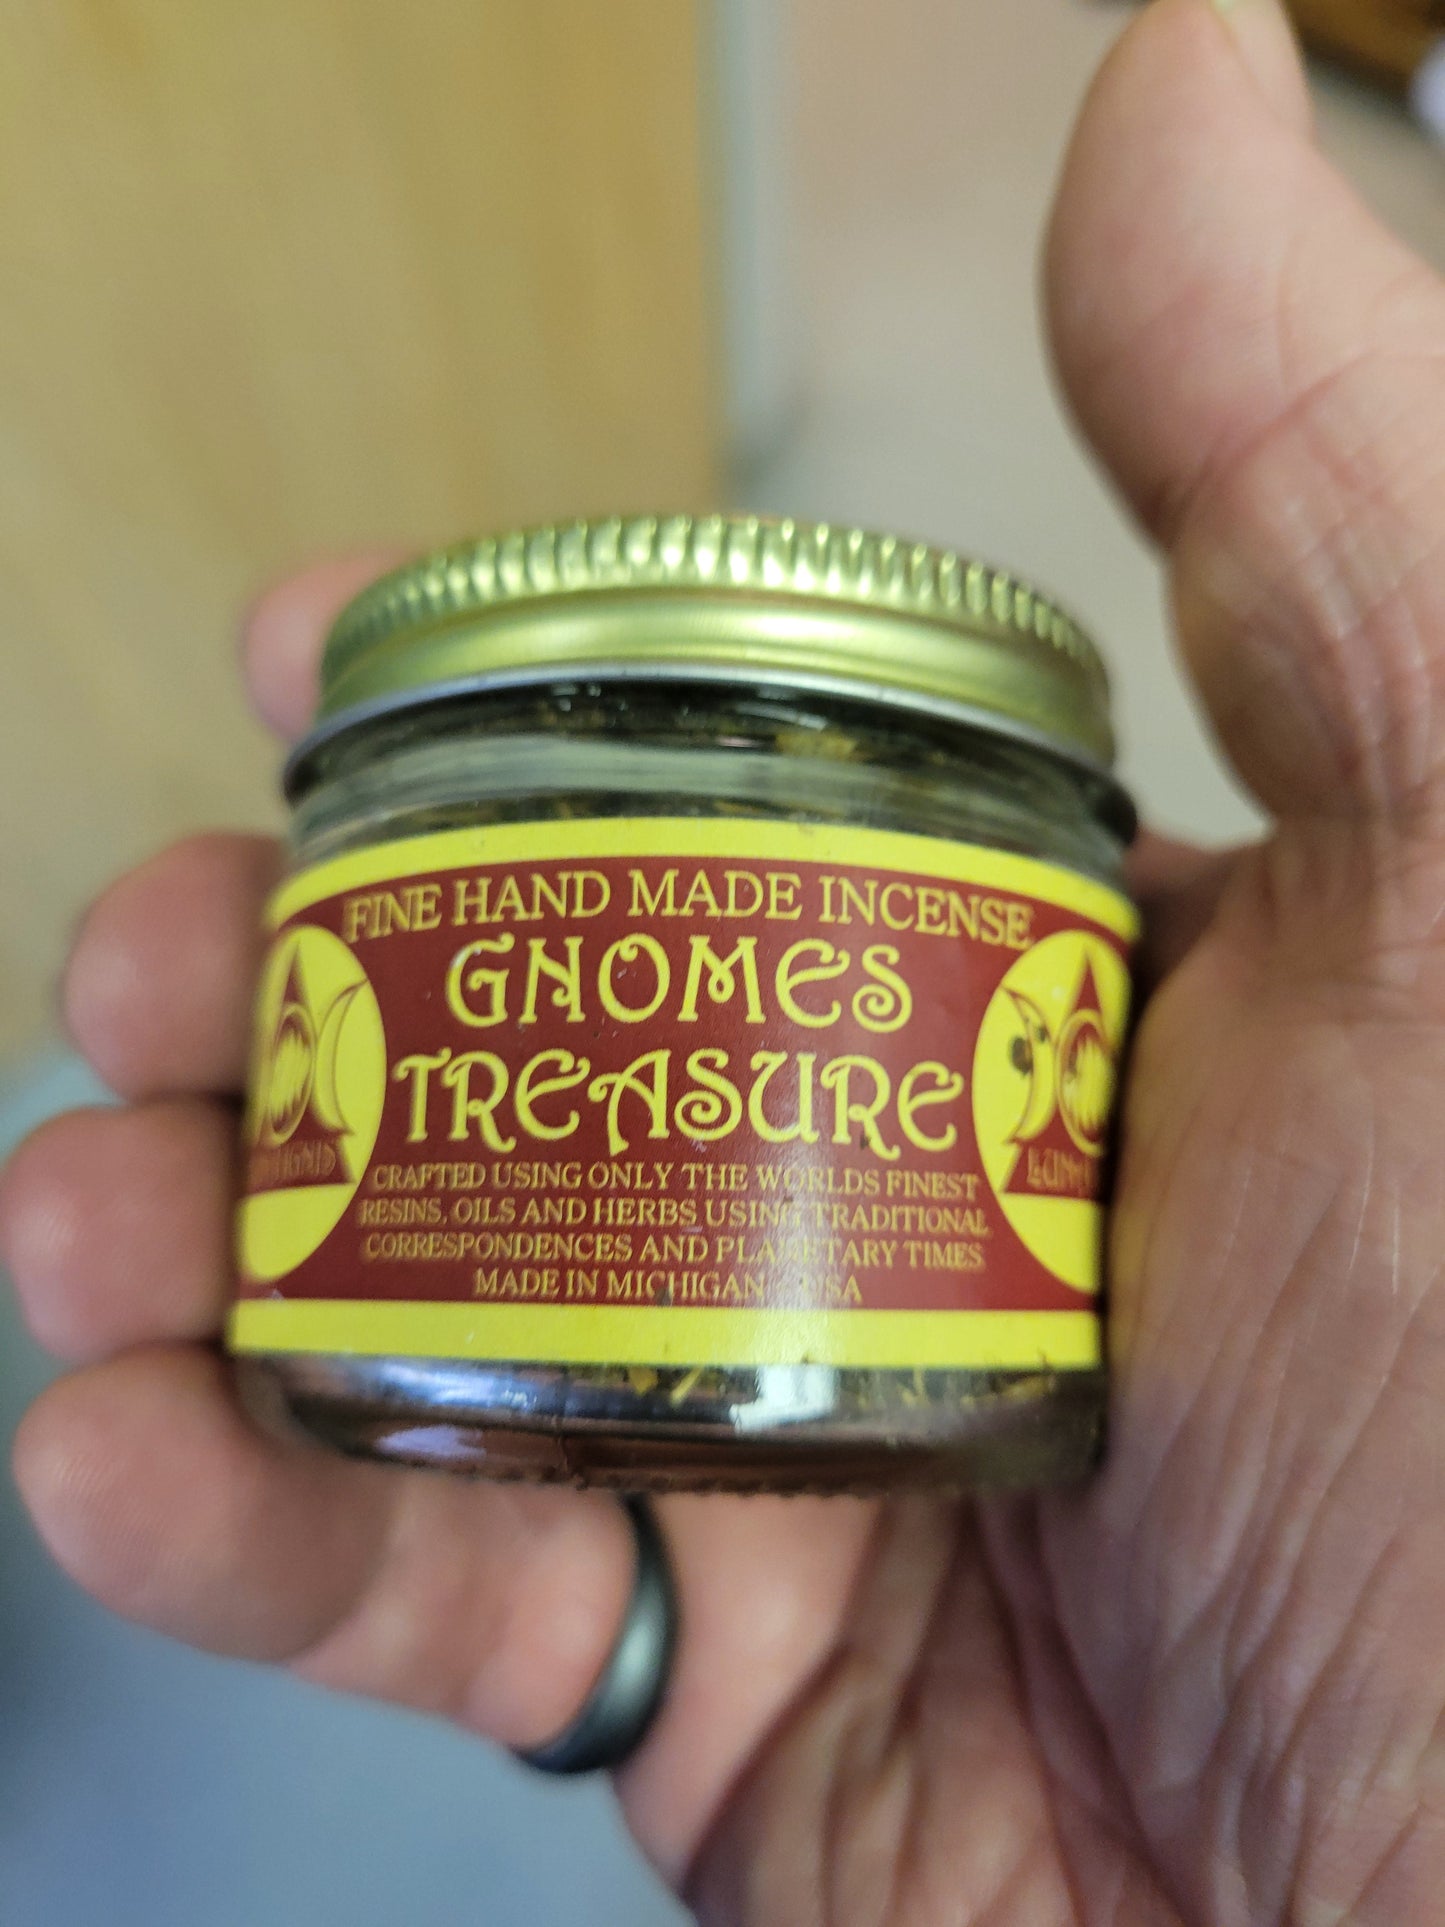 FINE HAND MADE INCENSE
GNOMES
TREASURE
CRAFTED USING ONLY THE WORLDS FINEST
RESINS, OILS AND HERBS USING TRADITIONAL
CORRESPONDENCES AND PLANETARY TIMES
MADE IN MICHIGAN USA